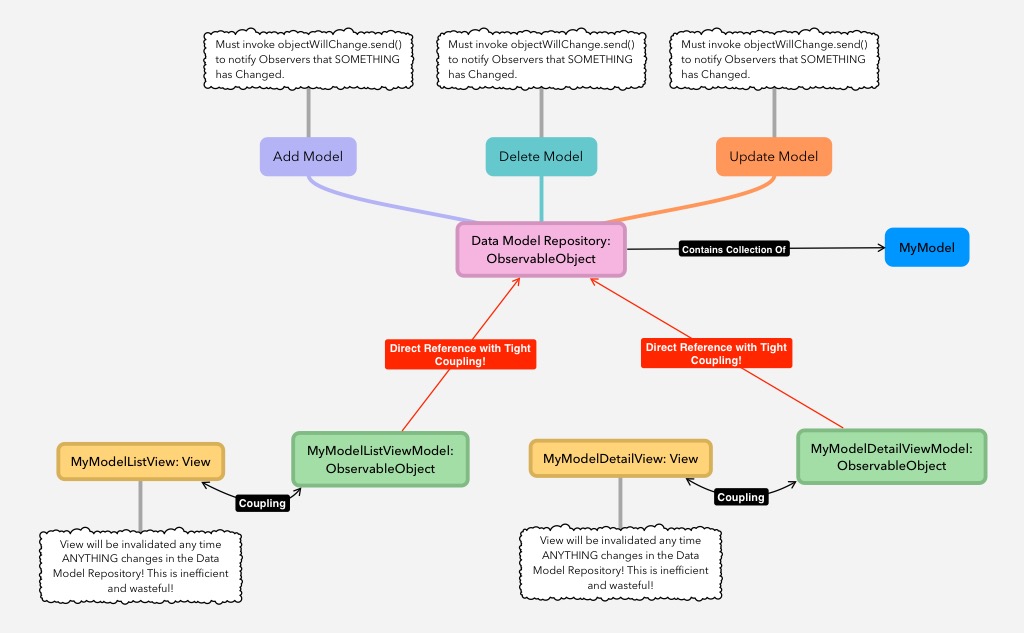 Must invoke objectWillChange.send()
to notify Observers that SOMETHING
has Changed.
Must invoke objectWillChange.send()
to notify Observers that SOMETHING
has Changed.
Must invoke objectWillChange.send()
to notify Observers that SOMETHING
has Changed.
Add Model
Delete Model
Update Model
Data Model Repository:
ObservableObject
Contains Collection Of
MyModel
Direct Reference with Tight
Coupling!
Direct Reference with Tight
Coupling!
MyModelListView: View
MyModelListViewModel:
ObservableObject
MyModelDetailView: View
MyModelDetailViewModel:
ObservableObject
Coupling
Coupling
View will be invalidated any time
ANYTHING changes in the Data
Model Repository! This is inefficient
and wasteful!
View will be invalidated any time
ANYTHING changes in the Data
Model Repository! This is inefficient
and wasteful!